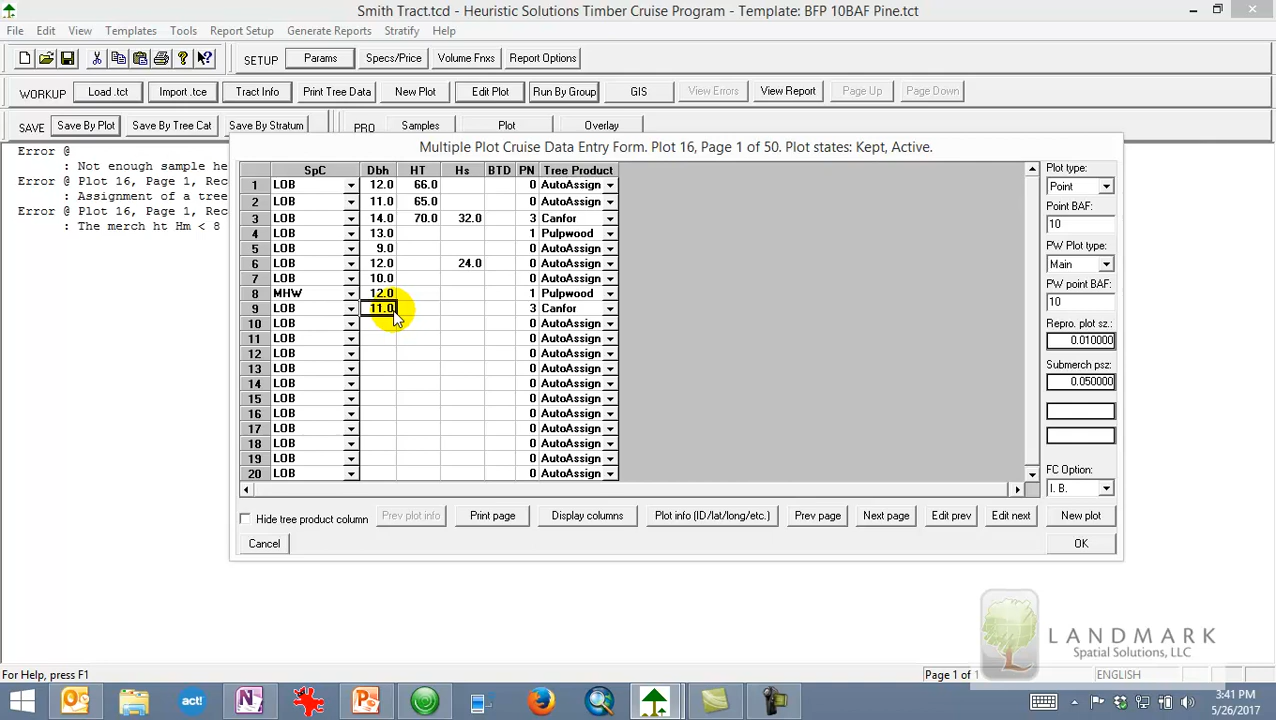 Smith Tract.tcd - Heuristic Solutions Timber Cruise Program - Template: BFP 10BAF Pine.tct
File Edit View Templates Tools Report Setup Generate Reports Stratify Help
SETUP Params Specs/Price Volume Fnxs Report Options
WORKUP Load .tct Import .tce Tract Info Print Tree Data New Plot Edit Plot Run By Group GIS View Errors View Report Page Up Page Down
SAVE Save By Plot Save By Tree Cat Save By Stratum PRO Samples Plot Overlay
Error @
: Not enough sample he
Error @ Plot 16, Page 1, Rec
: Assignment of a tree
Error @ Plot 16, Page 1, Rec
: The merch ht Hm < 8
Multiple Plot Cruise Data Entry Form. Plot 16, Page 1 of 50. Plot states: Kept, Active.
SpC Dbh HT Hs BTD PN Tree Product
1 LOB 12.0 66.0 0 AutoAssign
2 LOB 11.0 65.0 0 AutoAssign
3 LOB 14.0 70.0 32.0 3 Canfor
4 LOB 13.0 1 Pulpwood
5 LOB 9.0 0 AutoAssign
6 LOB 12.0 24.0 0 AutoAssign
7 LOB 10.0 0 AutoAssign
8 MHW 12.0 1 Pulpwood
9 LOB 11.0 3 Canfor
10 LOB 0 AutoAssign
11 LOB 0 AutoAssign
12 LOB 0 AutoAssign
13 LOB 0 AutoAssign
14 LOB 0 AutoAssign
15 LOB 0 AutoAssign
16 LOB 0 AutoAssign
17 LOB 0 AutoAssign
18 LOB 0 AutoAssign
19 LOB 0 AutoAssign
20 LOB 0 AutoAssign
Plot type:
Point
Point BAF:
10
PW Plot type:
Main
PW point BAF:
10
Repro. plot sz.:
0.010000
Submerch psz:
0.050000
FC Option:
I. B.
Hide tree product column Prev plot info Print page Display columns Plot info (ID/lat/long/etc.) Prev page Next page Edit prev Edit next New plot
Cancel OK
LANDMARK
Spatial Solutions, LLC
For Help, press F1 Page 1 of 1 ENGLISH
act!
3:41 PM
5/26/2017